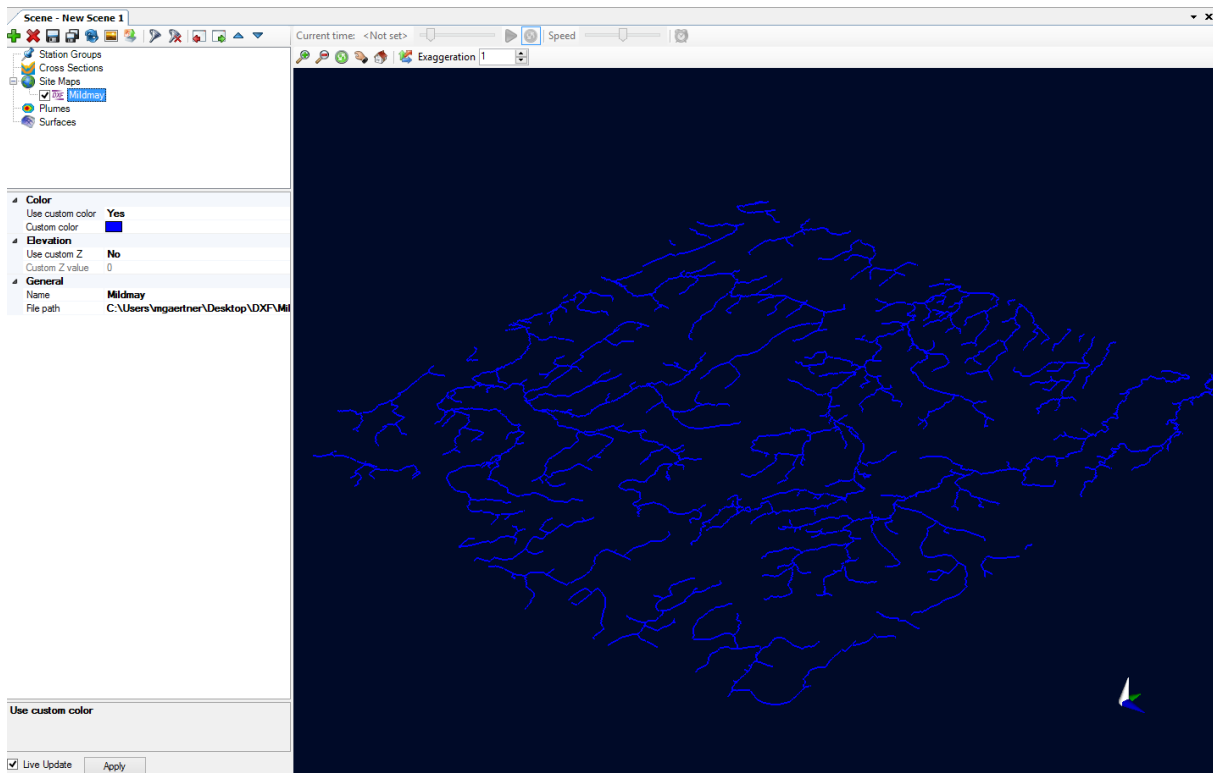 Scene - New Scene 1
Current time: <Not set> Speed
Exaggeration 1
Station Groups
Cross Sections
Site Maps
Mildmay
Plumes
Surfaces
Color
Use custom color Yes
Custom color
Elevation
Use custom Z No
Custom Z value 0
General
Name Mildmay
File path C:\Users\mgaertner\Desktop\DXF\Mil
Use custom color
Live Update Apply